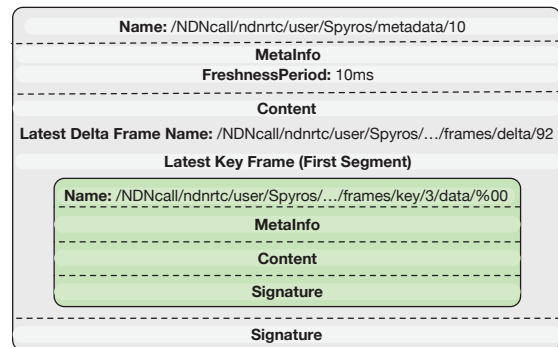 Name: /NDNcall/ndnrtc/user/Spyros/metadata/10
MetaInfo
FreshnessPeriod: 10ms
Content
Latest Delta Frame Name: /NDNcall/ndnrtc/user/Spyros/…/frames/delta/92
Latest Key Frame (First Segment)
Name: /NDNcall/ndnrtc/user/Spyros/…/frames/key/3/data/%00
MetaInfo
Content
Signature
Signature